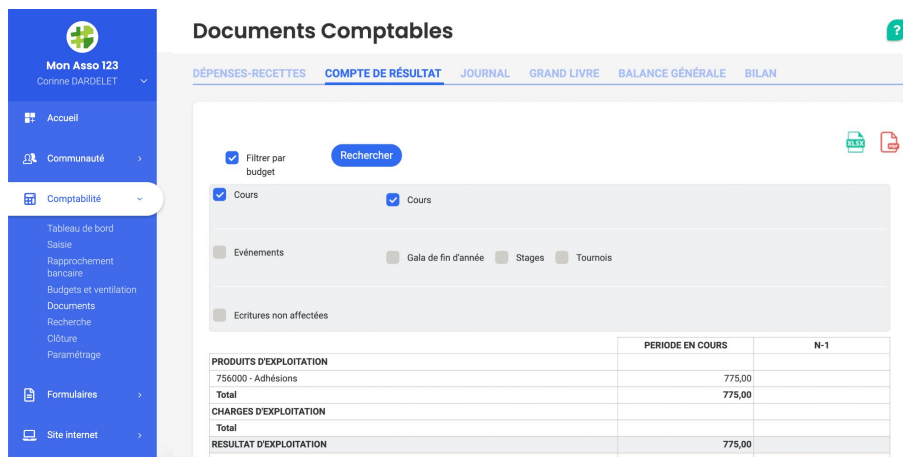 Mon Asso 123
Corinne DARDELET
Accueil
Communauté
Comptabilité
Tableau de bord
Saisie
Rapprochement
bancaire
Budgets et ventilation
Documents
Recherche
Clôture
Paramétrage
Formulaires
Site internet
Documents Comptables
?
DÉPENSES-RECETTES COMPTE DE RÉSULTAT JOURNAL GRAND LIVRE BALANCE GÉNÉRALE BILAN
XLSX PDF
Filtrer par
budget
Rechercher
Cours Cours
Evénements Gala de fin d'année Stages Tournois
Ecritures non affectées
PERIODE EN COURS N-1
PRODUITS D'EXPLOITATION
756000 - Adhésions 775,00
Total 775,00
CHARGES D'EXPLOITATION
Total
RESULTAT D'EXPLOITATION 775,00